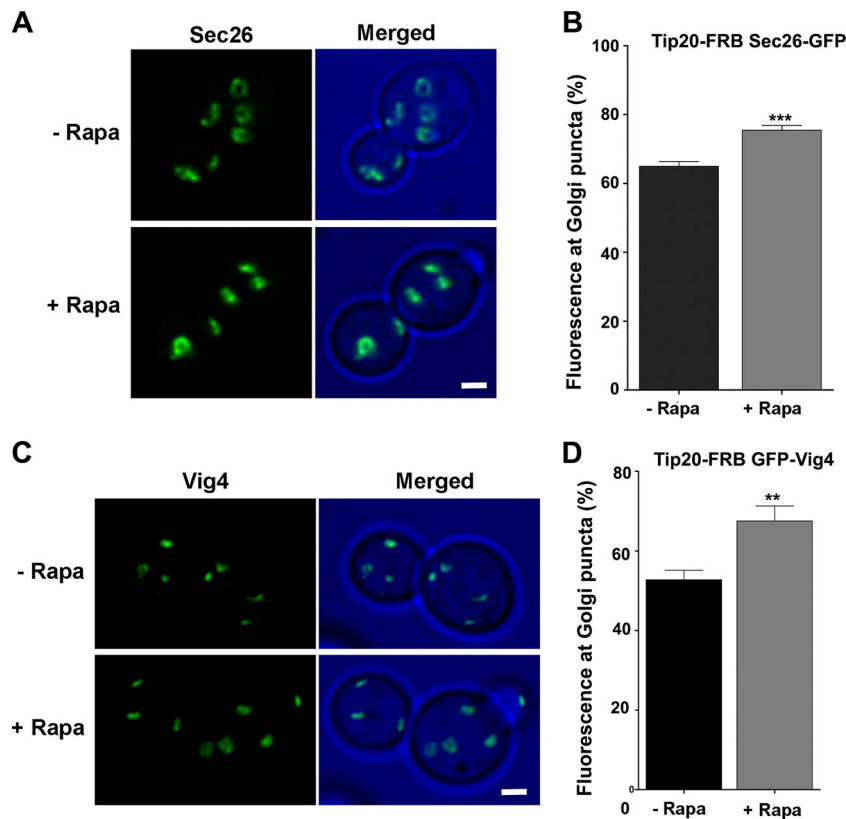 A
Sec26
Merged
- Rapa
+ Rapa
B
Tip20-FRB Sec26-GFP
Fluorescence at Golgi puncta (%)
100
80
60
40
20
0
***
- Rapa
+ Rapa
C
Vig4
Merged
- Rapa
+ Rapa
D
Tip20-FRB GFP-Vig4
Fluorescence at Golgi puncta (%)
80
60
40
20
0
0
**
- Rapa
+ Rapa